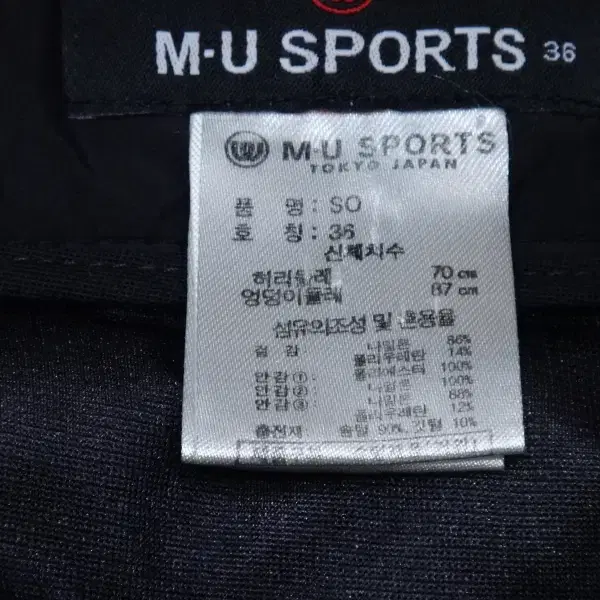 M·U SPORTS 36
M·U SPORTS
TOKYO JAPAN
품 명 : SO
호 칭 : 36
신체치수
허리둘레 70 cm
엉덩이둘레 87 cm
섬유의조성 및 혼용율
겉 감 나일론 86%
폴리우레탄 14%
안감① : 폴리에스터 100%
안감② : 나일론 100%
안감③ : 나일론 88%
폴리우레탄 12%
충전재 솜털 90%, 깃털 10%